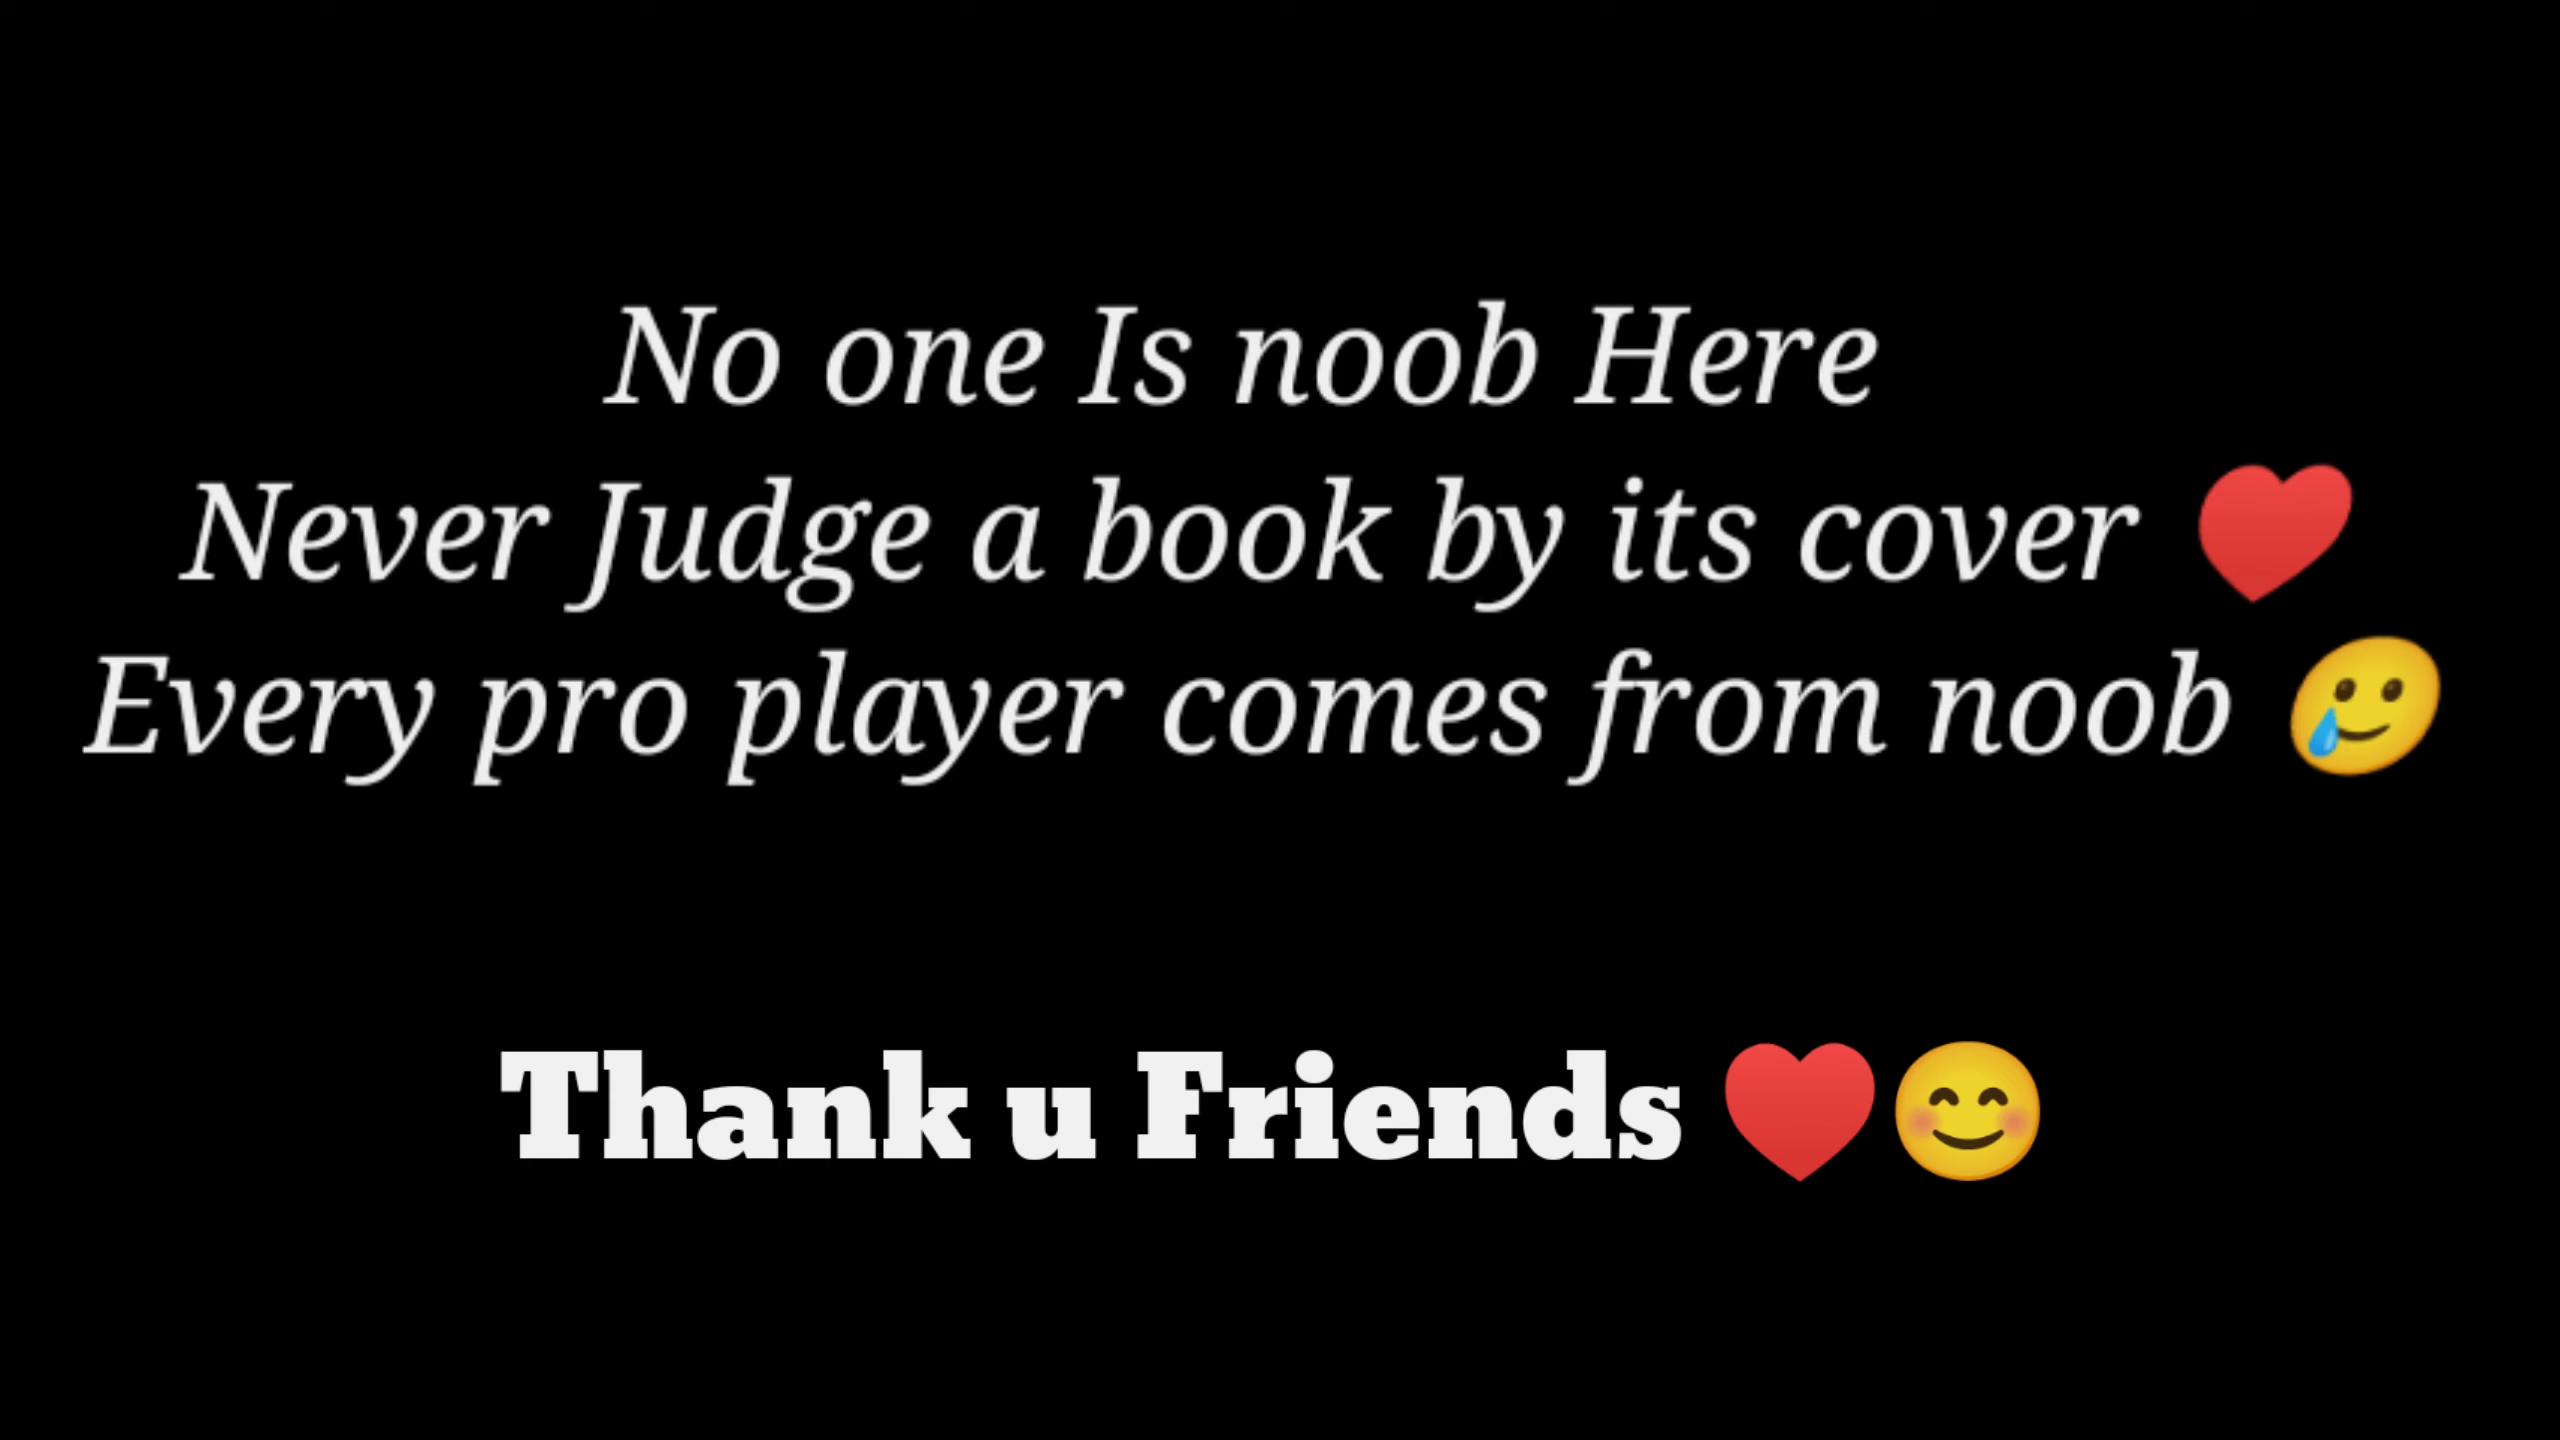 No one Is noob Here
Never Judge a book by its cover ♥️
Every pro player comes from noob 🥲
Thank u Friends ♥️😊